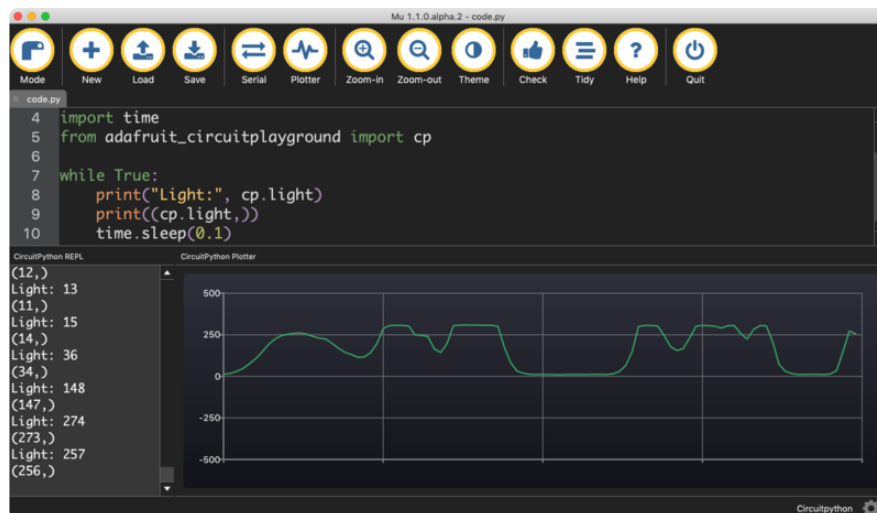 Mu 1.1.0.alpha.2 - code.py
Mode New Load Save Serial Plotter Zoom-in Zoom-out Theme Check Tidy Help Quit
code.py
4 import time
5 from adafruit_circuitplayground import cp
6
7 while True:
8 print("Light:", cp.light)
9 print((cp.light,))
10 time.sleep(0.1)
CircuitPython REPL
(12,)
Light: 13
(11,)
Light: 15
(14,)
Light: 36
(34,)
Light: 148
(147,)
Light: 274
(273,)
Light: 257
(256,)
CircuitPython Plotter
500
250
0
-250
-500
Circuitpython